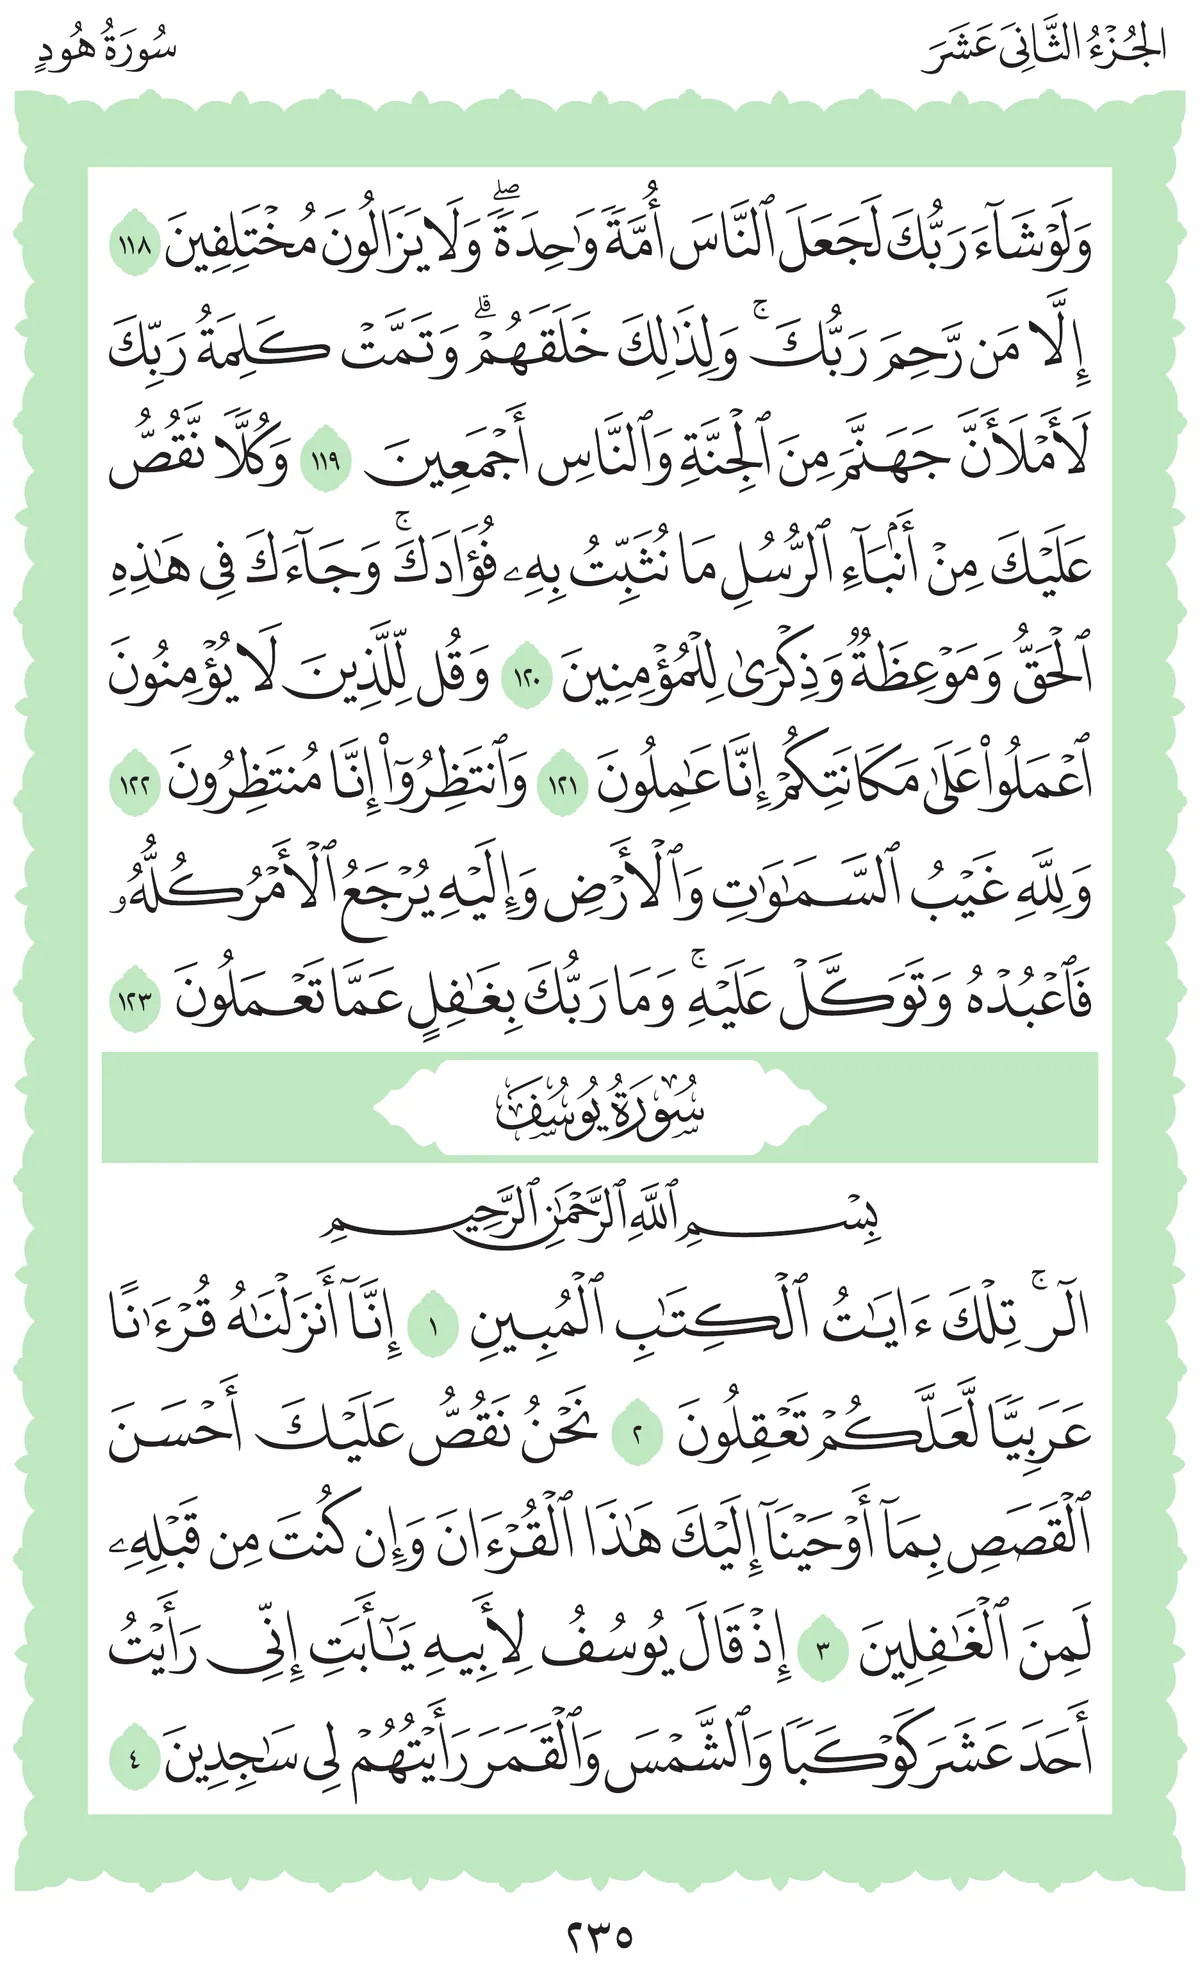 الجُزْءُ الثَّانِىَ عَشَرَ
سُورَةُ هُودٍ
وَلَوْ شَآءَ رَبُّكَ لَجَعَلَ ٱلنَّاسَ أُمَّةً وَٰحِدَةًۖ وَلَا يَزَالُونَ مُخْتَلِفِينَ ١١٨
إِلَّا مَن رَّحِمَ رَبُّكَۚ وَلِذَٰلِكَ خَلَقَهُمْۗ وَتَمَّتْ كَلِمَةُ رَبِّكَ
لَأَمْلَأَنَّ جَهَنَّمَ مِنَ ٱلْجِنَّةِ وَٱلنَّاسِ أَجْمَعِينَ ١١٩ وَكُلًّا نَّقُصُّ
عَلَيْكَ مِنْ أَنۢبَآءِ ٱلرُّسُلِ مَا نُثَبِّتُ بِهِۦ فُؤَادَكَۚ وَجَآءَكَ فِى هَٰذِهِ
ٱلْحَقُّ وَمَوْعِظَةٌ وَذِكْرَىٰ لِلْمُؤْمِنِينَ ١٢٠ وَقُل لِّلَّذِينَ لَا يُؤْمِنُونَ
ٱعْمَلُوا۟ عَلَىٰ مَكَانَتِكُمْ إِنَّا عَٰمِلُونَ ١٢١ وَٱنتَظِرُوٓا۟ إِنَّا مُنتَظِرُونَ ١٢٢
وَلِلَّهِ غَيْبُ ٱلسَّمَٰوَٰتِ وَٱلْأَرْضِ وَإِلَيْهِ يُرْجَعُ ٱلْأَمْرُ كُلُّهُۥ
فَٱعْبُدْهُ وَتَوَكَّلْ عَلَيْهِۚ وَمَا رَبُّكَ بِغَٰفِلٍ عَمَّا تَعْمَلُونَ ١٢٣
سُورَةُ يُوسُفَ
بِسْمِ ٱللَّهِ ٱلرَّحْمَٰنِ ٱلرَّحِيمِ
الٓرۚ تِلْكَ ءَايَٰتُ ٱلْكِتَٰبِ ٱلْمُبِينِ ١ إِنَّآ أَنزَلْنَٰهُ قُرْءَٰنًا
عَرَبِيًّا لَّعَلَّكُمْ تَعْقِلُونَ ٢ نَحْنُ نَقُصُّ عَلَيْكَ أَحْسَنَ
ٱلْقَصَصِ بِمَآ أَوْحَيْنَآ إِلَيْكَ هَٰذَا ٱلْقُرْءَانَ وَإِن كُنتَ مِن قَبْلِهِۦ
لَمِنَ ٱلْغَٰفِلِينَ ٣ إِذْ قَالَ يُوسُفُ لِأَبِيهِ يَٰٓأَبَتِ إِنِّى رَأَيْتُ
أَحَدَ عَشَرَ كَوْكَبًا وَٱلشَّمْسَ وَٱلْقَمَرَ رَأَيْتُهُمْ لِى سَٰجِدِينَ ٤
٢٣٥